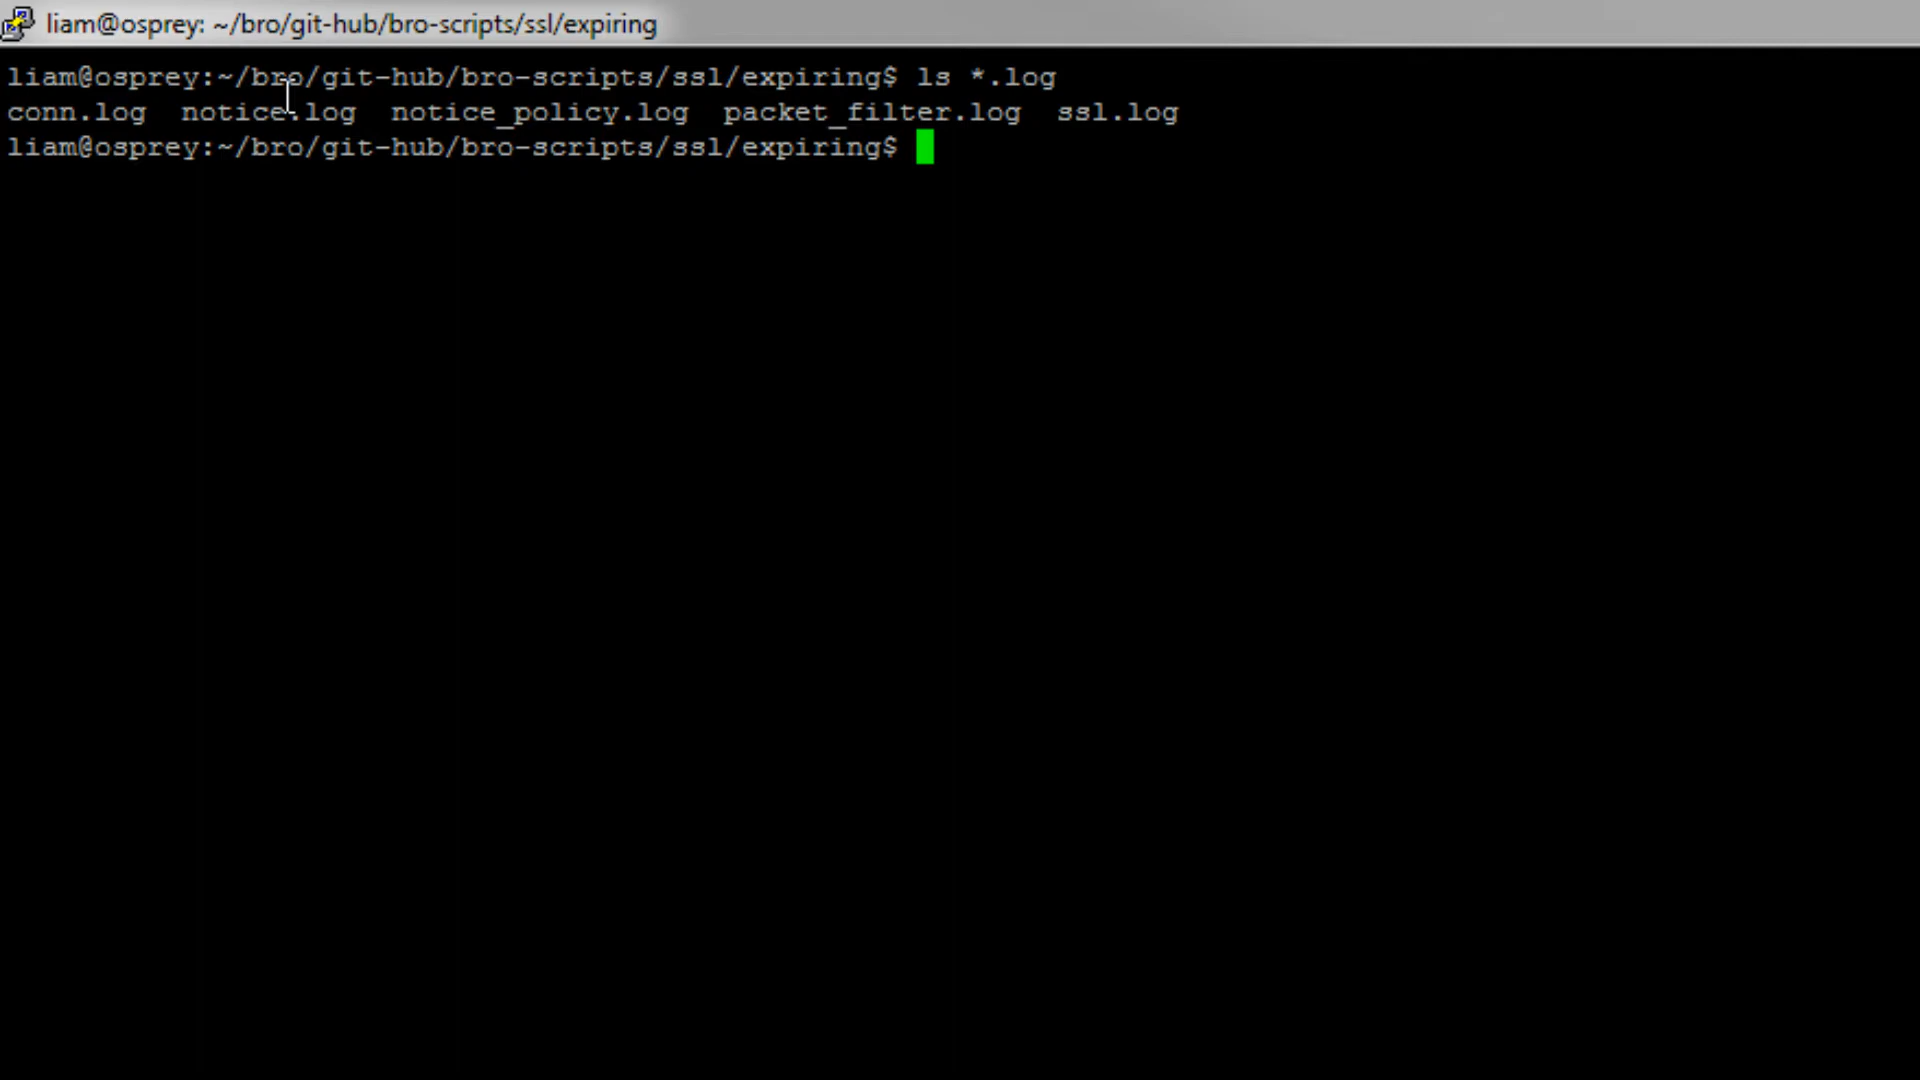 liam@osprey: ~/bro/git-hub/bro-scripts/ssl/expiring
liam@osprey:~/bro/git-hub/bro-scripts/ssl/expiring$ ls *.log
conn.log  notice.log  notice_policy.log  packet_filter.log  ssl.log
liam@osprey:~/bro/git-hub/bro-scripts/ssl/expiring$